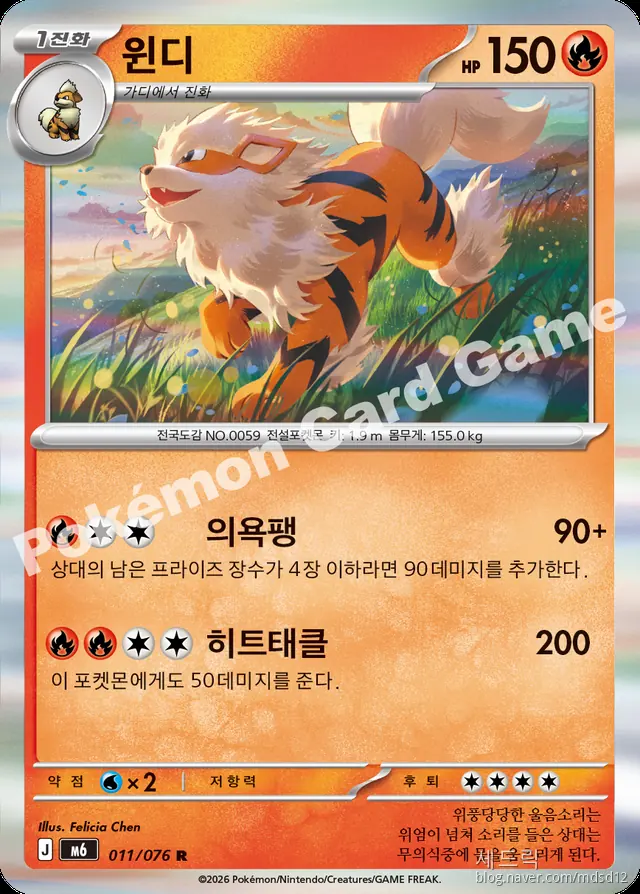 1진화
윈디
HP 150
가디에서 진화
전국도감 NO.0059 전설포켓몬 키: 1.9 m 몸무게: 155.0 kg
Pokémon Card Game
의욕팽 90+
상대의 남은 프라이즈 장수가 4장 이하라면 90데미지를 추가한다.
히트태클 200
이 포켓몬에게도 50데미지를 준다.
약점 ×2 저항력 후퇴
위풍당당한 울음소리는
위엄이 넘쳐 소리를 들은 상대는
무의식중에 몸을 숙이게 된다.
Illus. Felicia Chen
J M6 011/076 R
체드릭
blog.naver.com/mdsd12
©2026 Pokémon/Nintendo/Creatures/GAME FREAK.